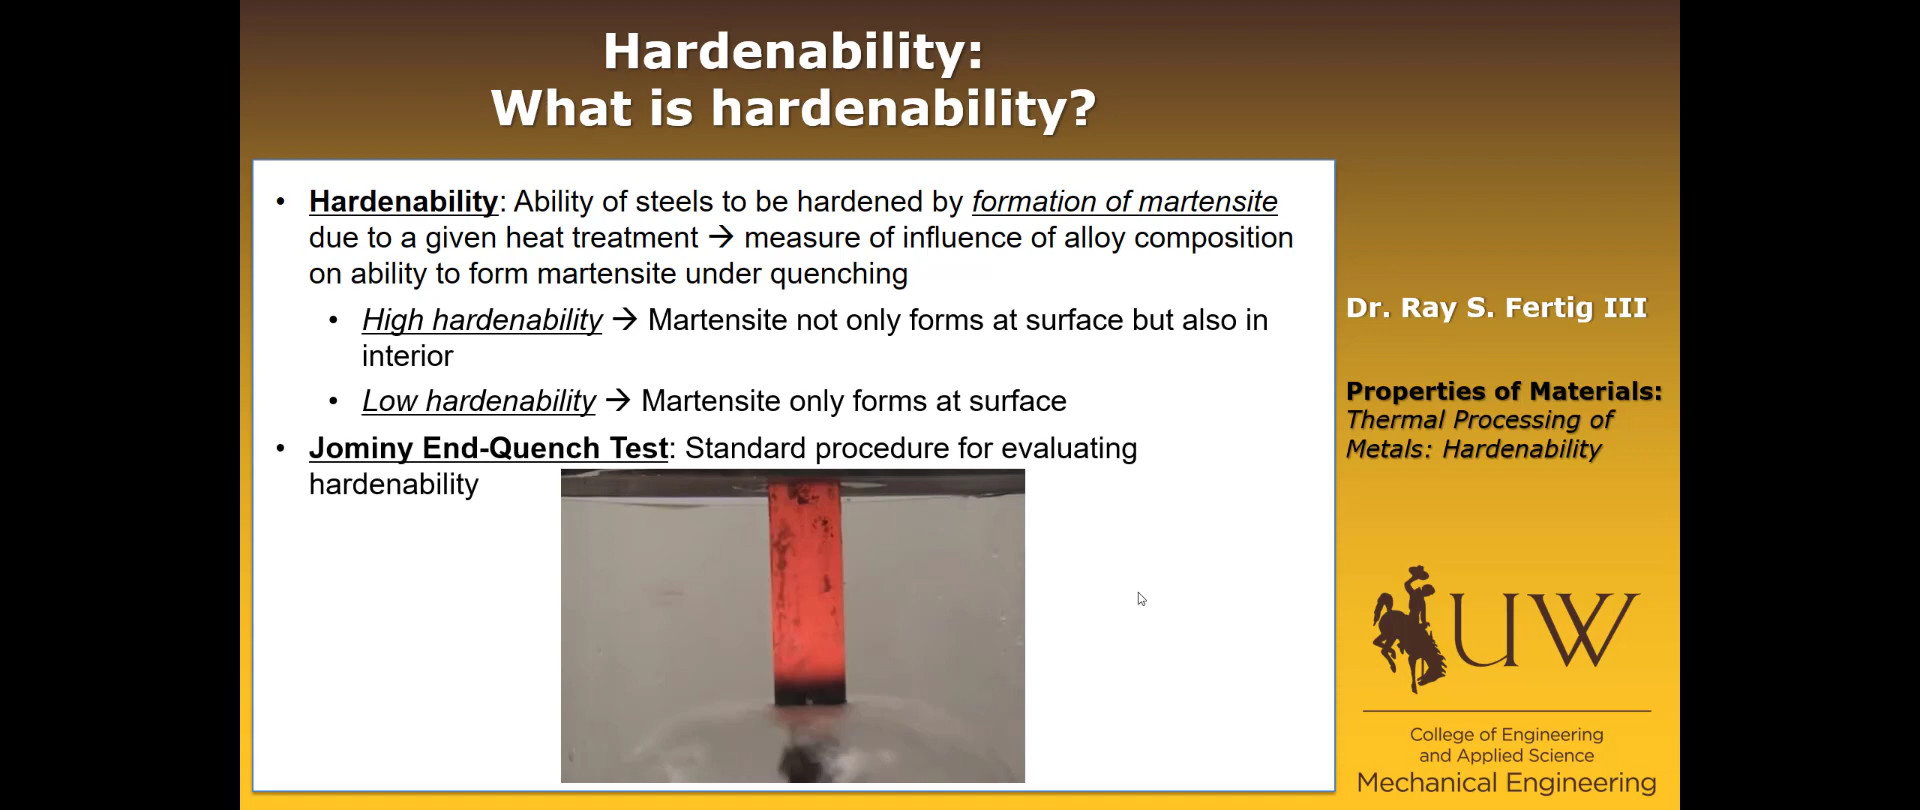 Hardenability:
What is hardenability?
• Hardenability: Ability of steels to be hardened by formation of martensite
due to a given heat treatment → measure of influence of alloy composition
on ability to form martensite under quenching
• High hardenability → Martensite not only forms at surface but also in
interior
• Low hardenability → Martensite only forms at surface
• Jominy End-Quench Test: Standard procedure for evaluating
hardenability
Dr. Ray S. Fertig III
Properties of Materials:
Thermal Processing of
Metals: Hardenability
UW
College of Engineering
and Applied Science
Mechanical Engineering